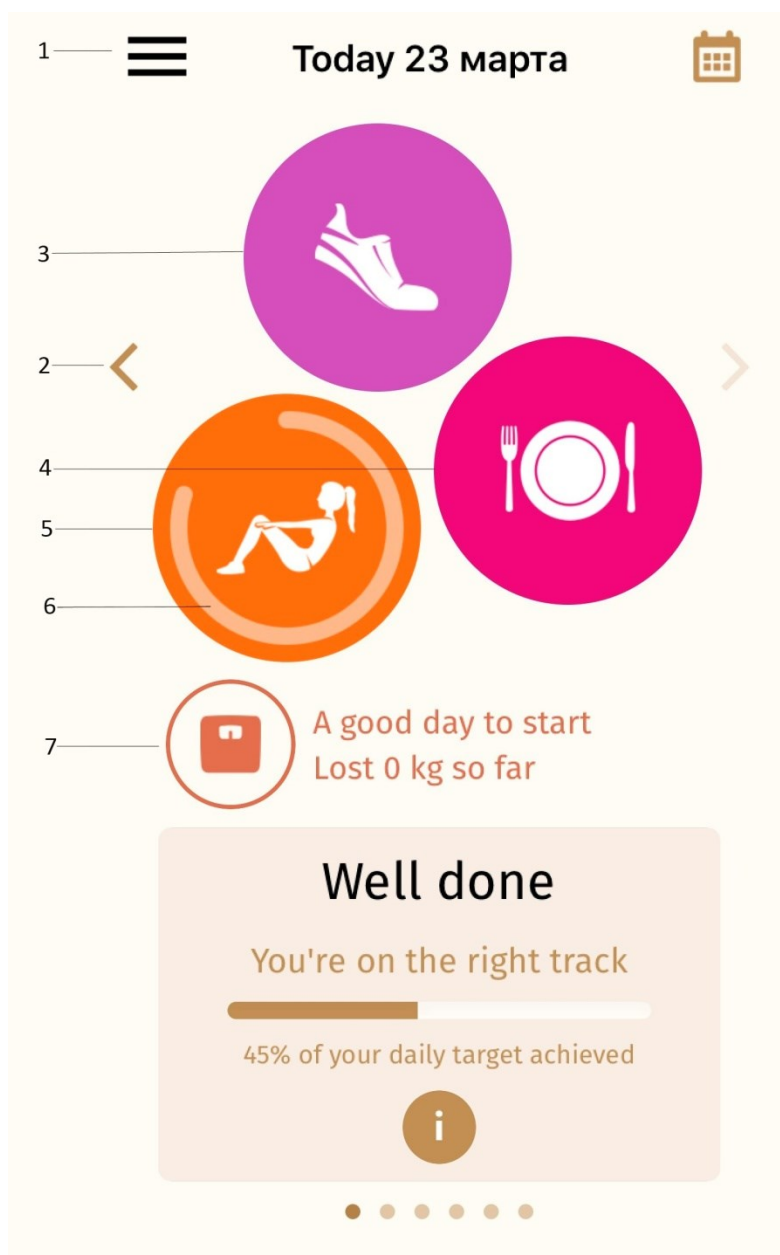 1
Today 23 марта
3
2
4
5
6
7
A good day to start
Lost 0 kg so far
Well done
You're on the right track
45% of your daily target achieved
i